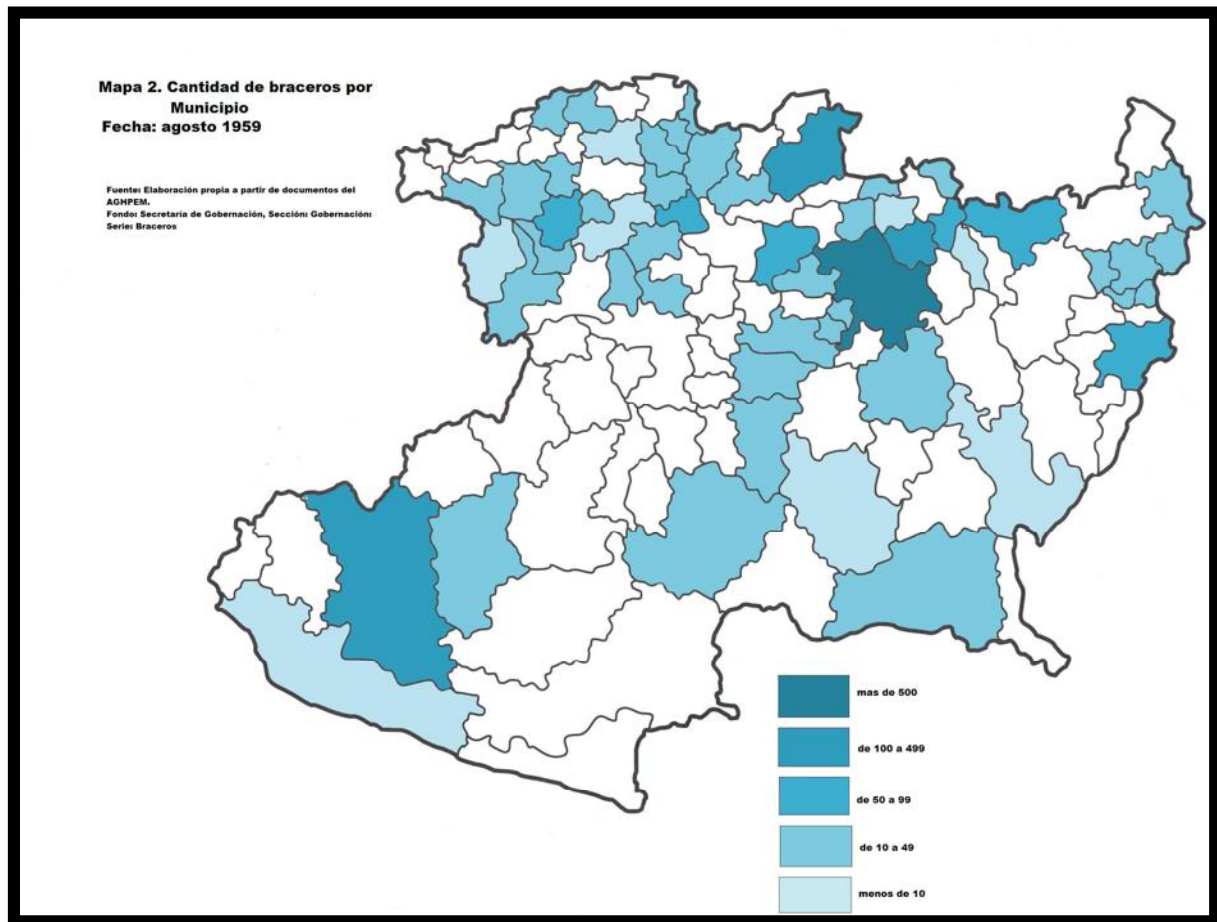 Mapa 2. Cantidad de braceros por
Municipio
Fecha: agosto 1959
Fuente: Elaboración propia a partir de documentos del
AGHPEM.
Fondo: Secretaría de Gobernación, Sección: Gobernación:
Serie: Braceros
mas de 500
de 100 a 499
de 50 a 99
de 10 a 49
menos de 10